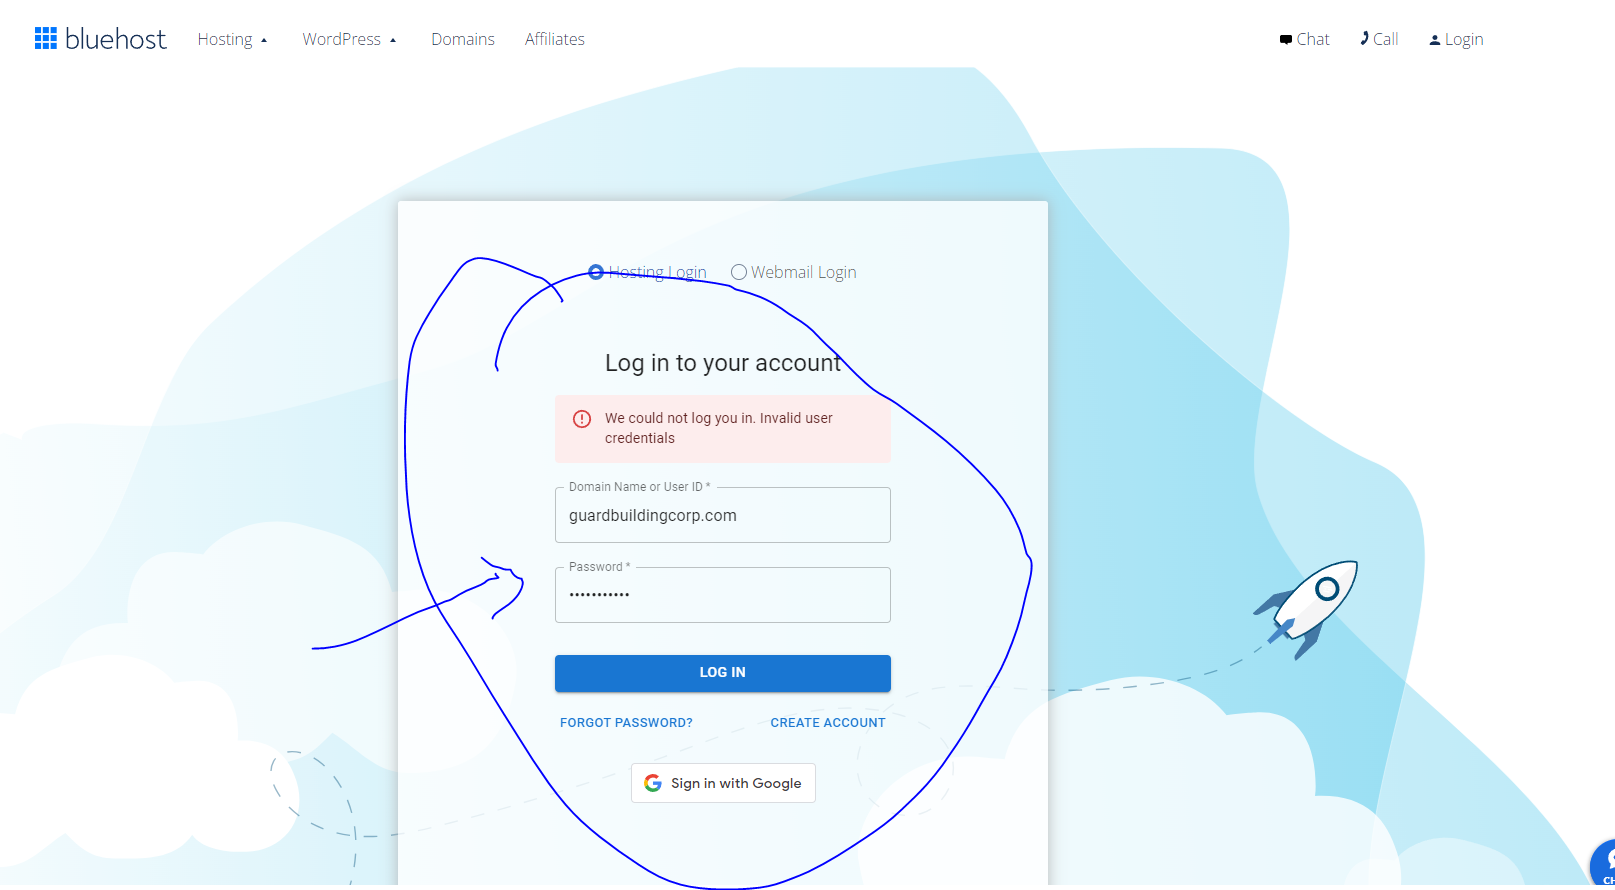 bluehost Hosting WordPress Domains Affiliates Chat Call Login
Hosting Login Webmail Login
Log in to your account
We could not log you in. Invalid user
credentials
Domain Name or User ID *
guardbuildingcorp.com
Password *
•••••••••••
LOG IN
FORGOT PASSWORD? CREATE ACCOUNT
Sign in with Google